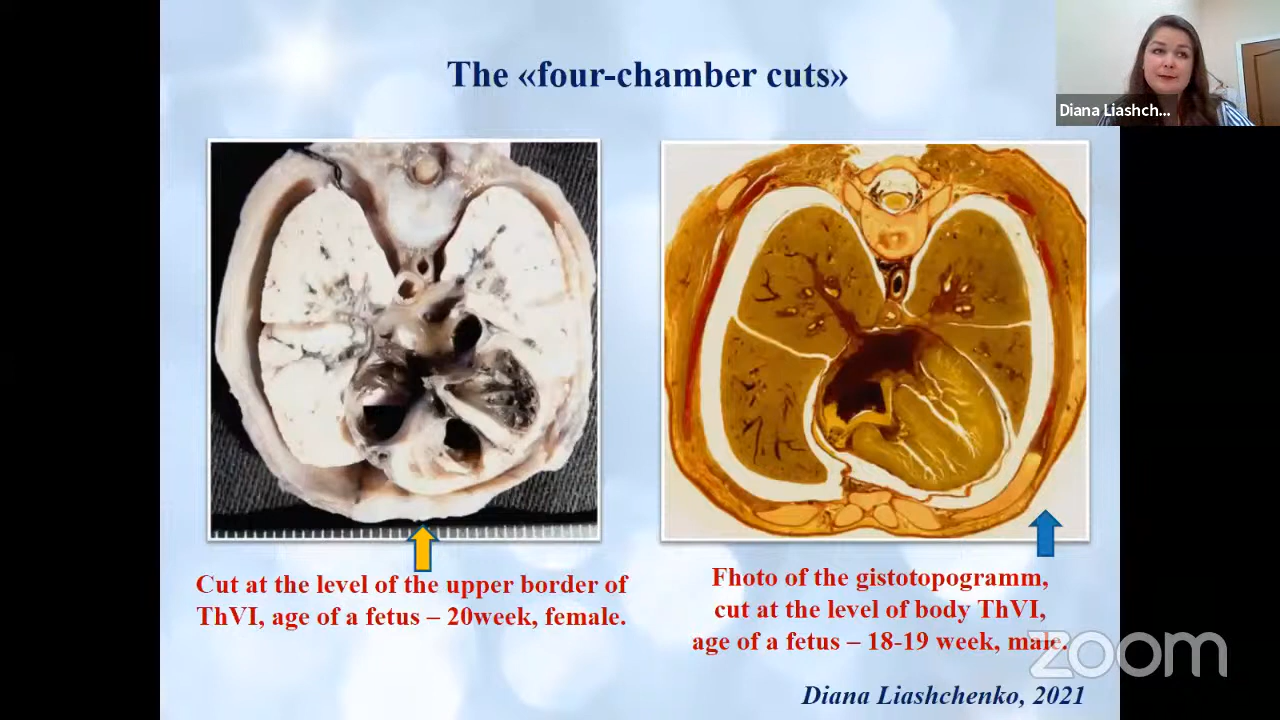 The «four-chamber cuts»
Diana Liashch...
Cut at the level of the upper border of
ThVI, age of a fetus – 20week, female.
Fhoto of the gistotopogramm,
cut at the level of body ThVI,
age of a fetus – 18-19 week, male.
zoom
Diana Liashchenko, 2021